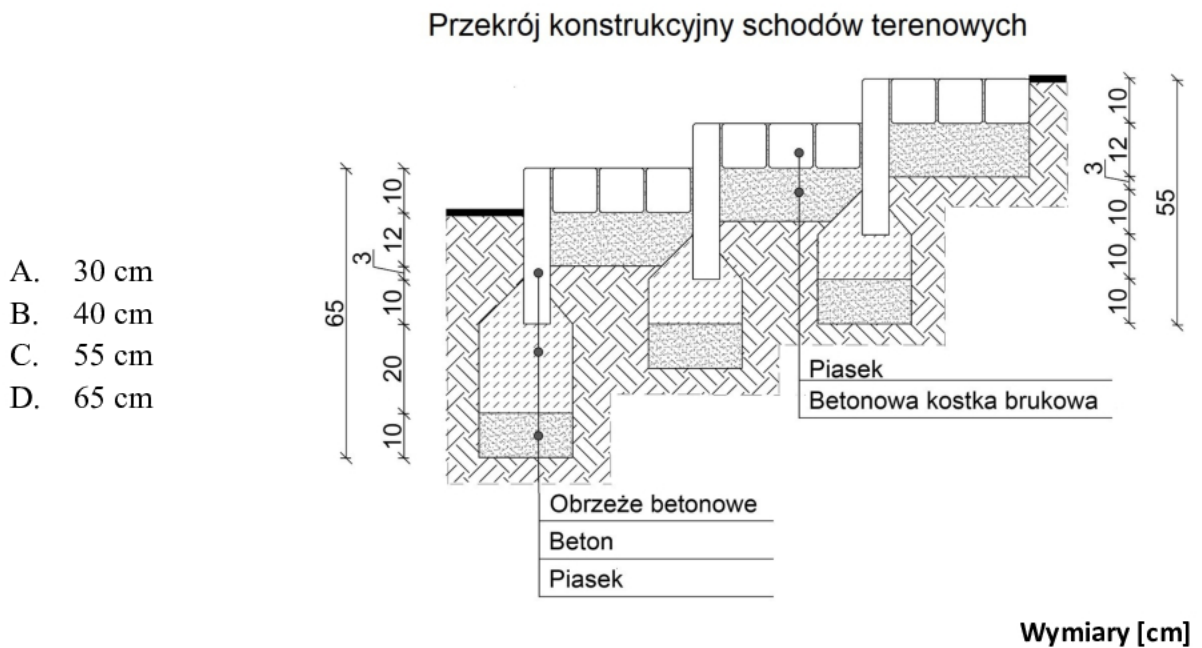 Przekrój konstrukcyjny schodów terenowych
A. 30 cm
B. 40 cm
C. 55 cm
D. 65 cm
65
10
12
3
10
20
10
10
12
3
10
10
10
55
Piasek
Betonowa kostka brukowa
Obrzeże betonowe
Beton
Piasek
Wymiary [cm]